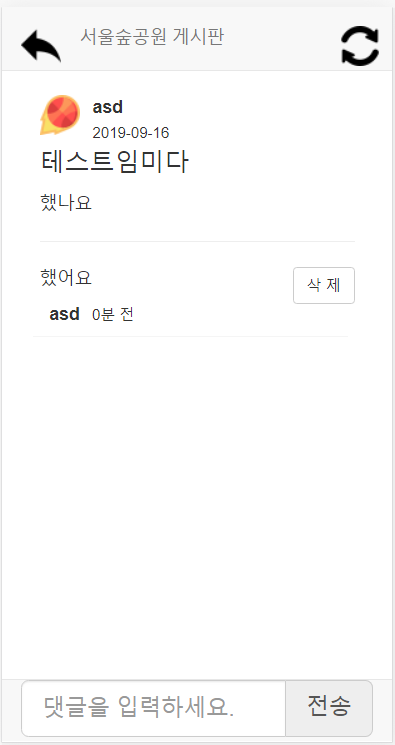 서울숲공원 게시판
asd
2019-09-16
테스트임미다
했나요
했어요
삭 제
asd 0분 전
댓글을 입력하세요.
전송